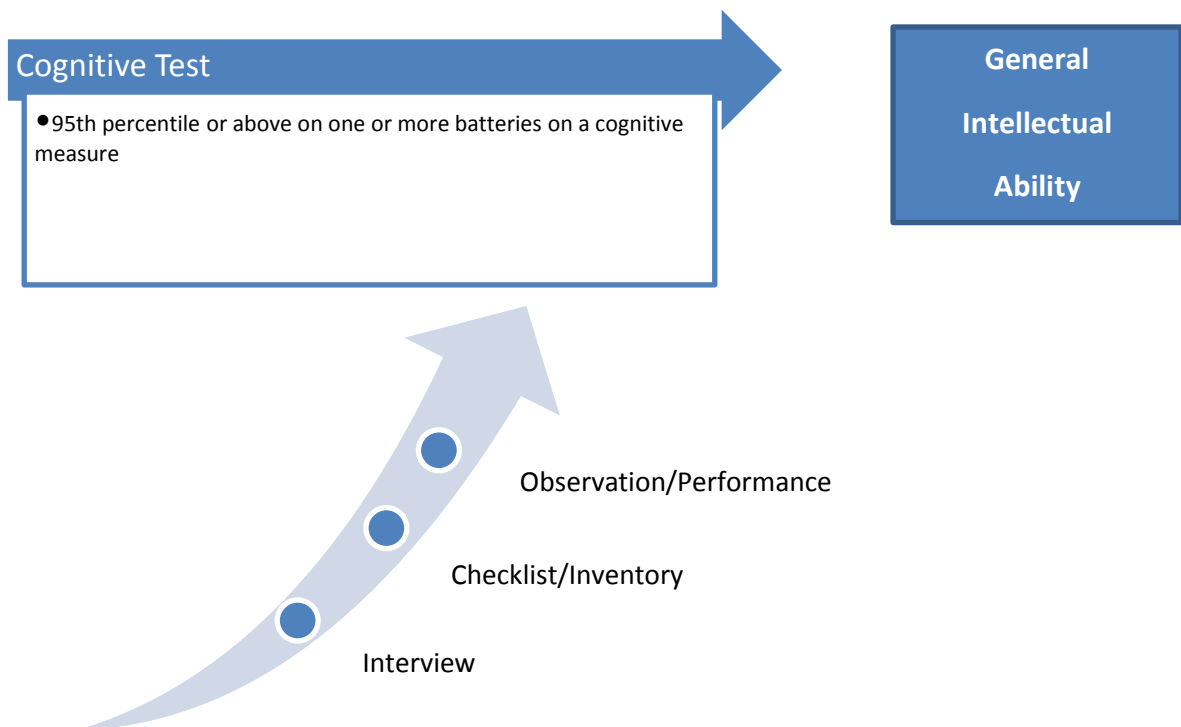 Cognitive Test
•95th percentile or above on one or more batteries on a cognitive
measure
General
Intellectual
Ability
Observation/Performance
Checklist/Inventory
Interview